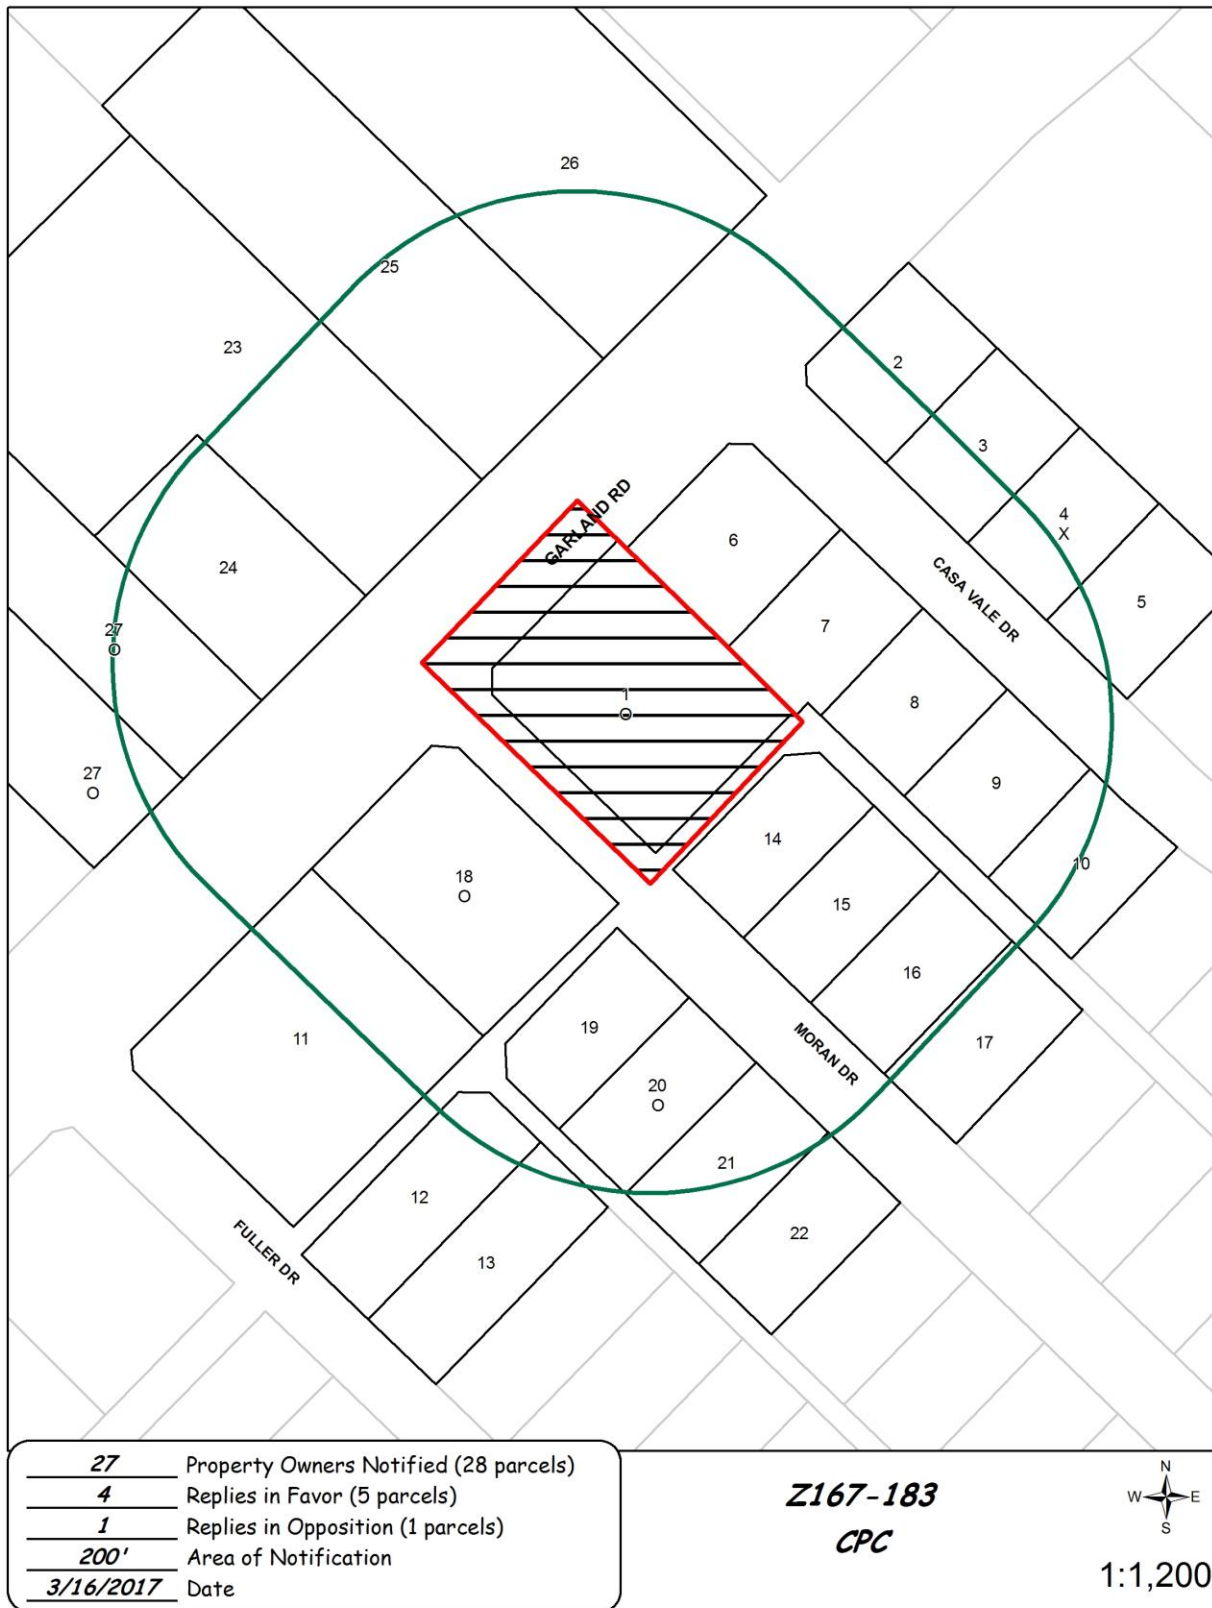 26
25
23
2
3
4
X
GARLAND RD
6
CASA VALE DR
24
5
7
27
O
1
O
8
27
O
9
14
10
18
O
15
16
19
11
MORAN DR
17
20
O
21
12
22
FULLER DR
13
27 Property Owners Notified (28 parcels)
4 Replies in Favor (5 parcels)
1 Replies in Opposition (1 parcels)
200' Area of Notification
3/16/2017 Date
Z167-183
CPC
N
W E
S
1:1,200